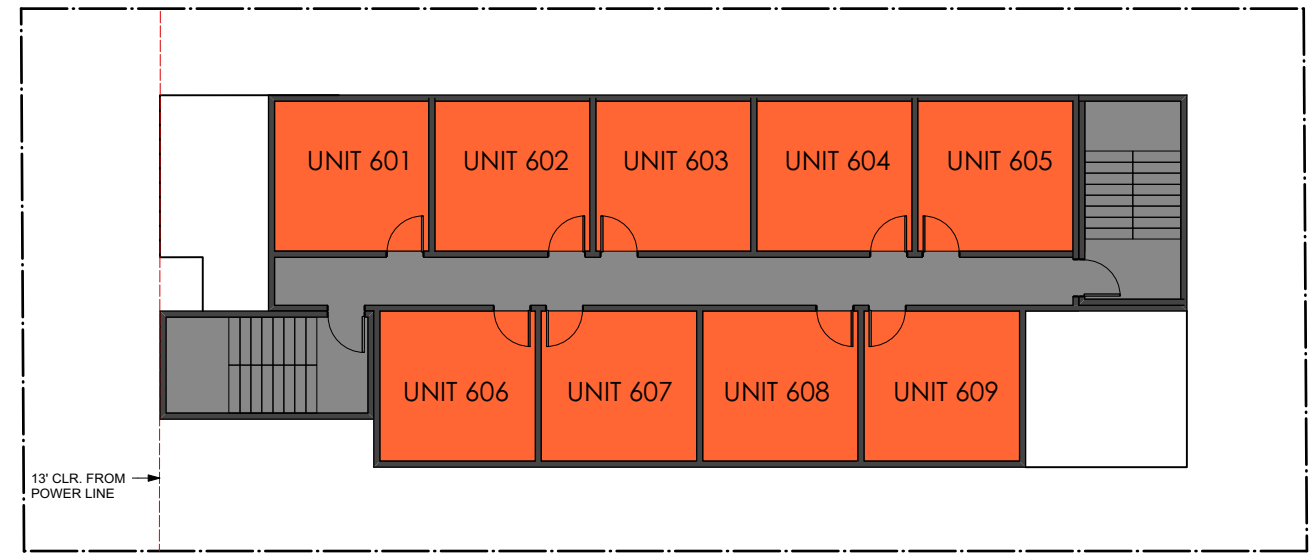 UNIT 601
UNIT 602
UNIT 603
UNIT 604
UNIT 605
UNIT 606
UNIT 607
UNIT 608
UNIT 609
13' CLR. FROM
POWER LINE